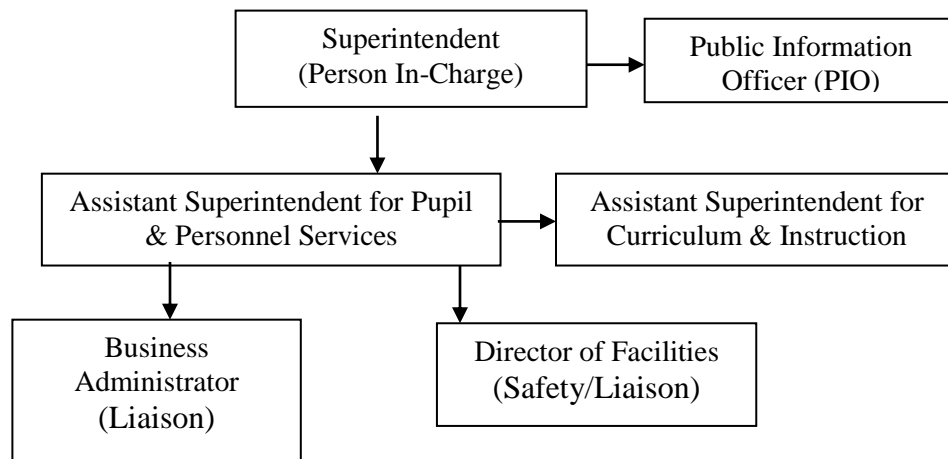 Superintendent
(Person In-Charge)
Public Information
Officer (PIO)
Assistant Superintendent for Pupil
& Personnel Services
Assistant Superintendent for
Curriculum & Instruction
Business
Administrator
(Liaison)
Director of Facilities
(Safety/Liaison)